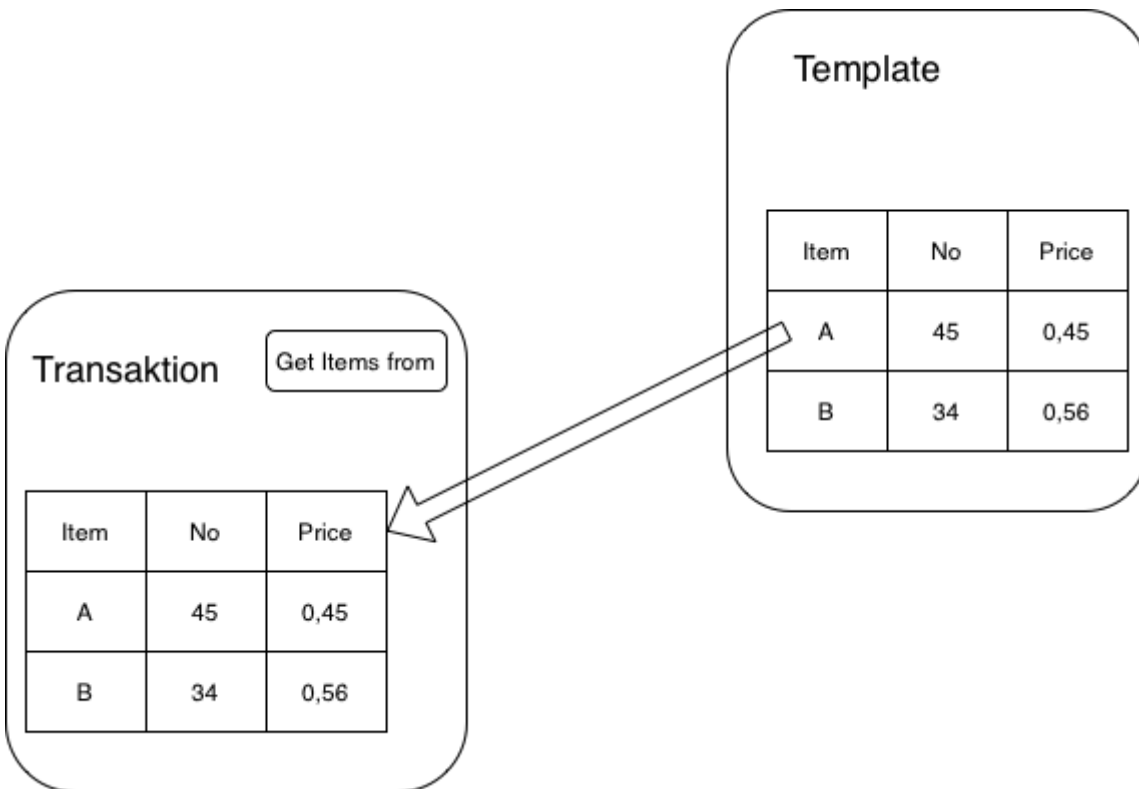 Template
Item No Price
A 45 0,45
B 34 0,56
Transaktion
Get Items from
Item No Price
A 45 0,45
B 34 0,56